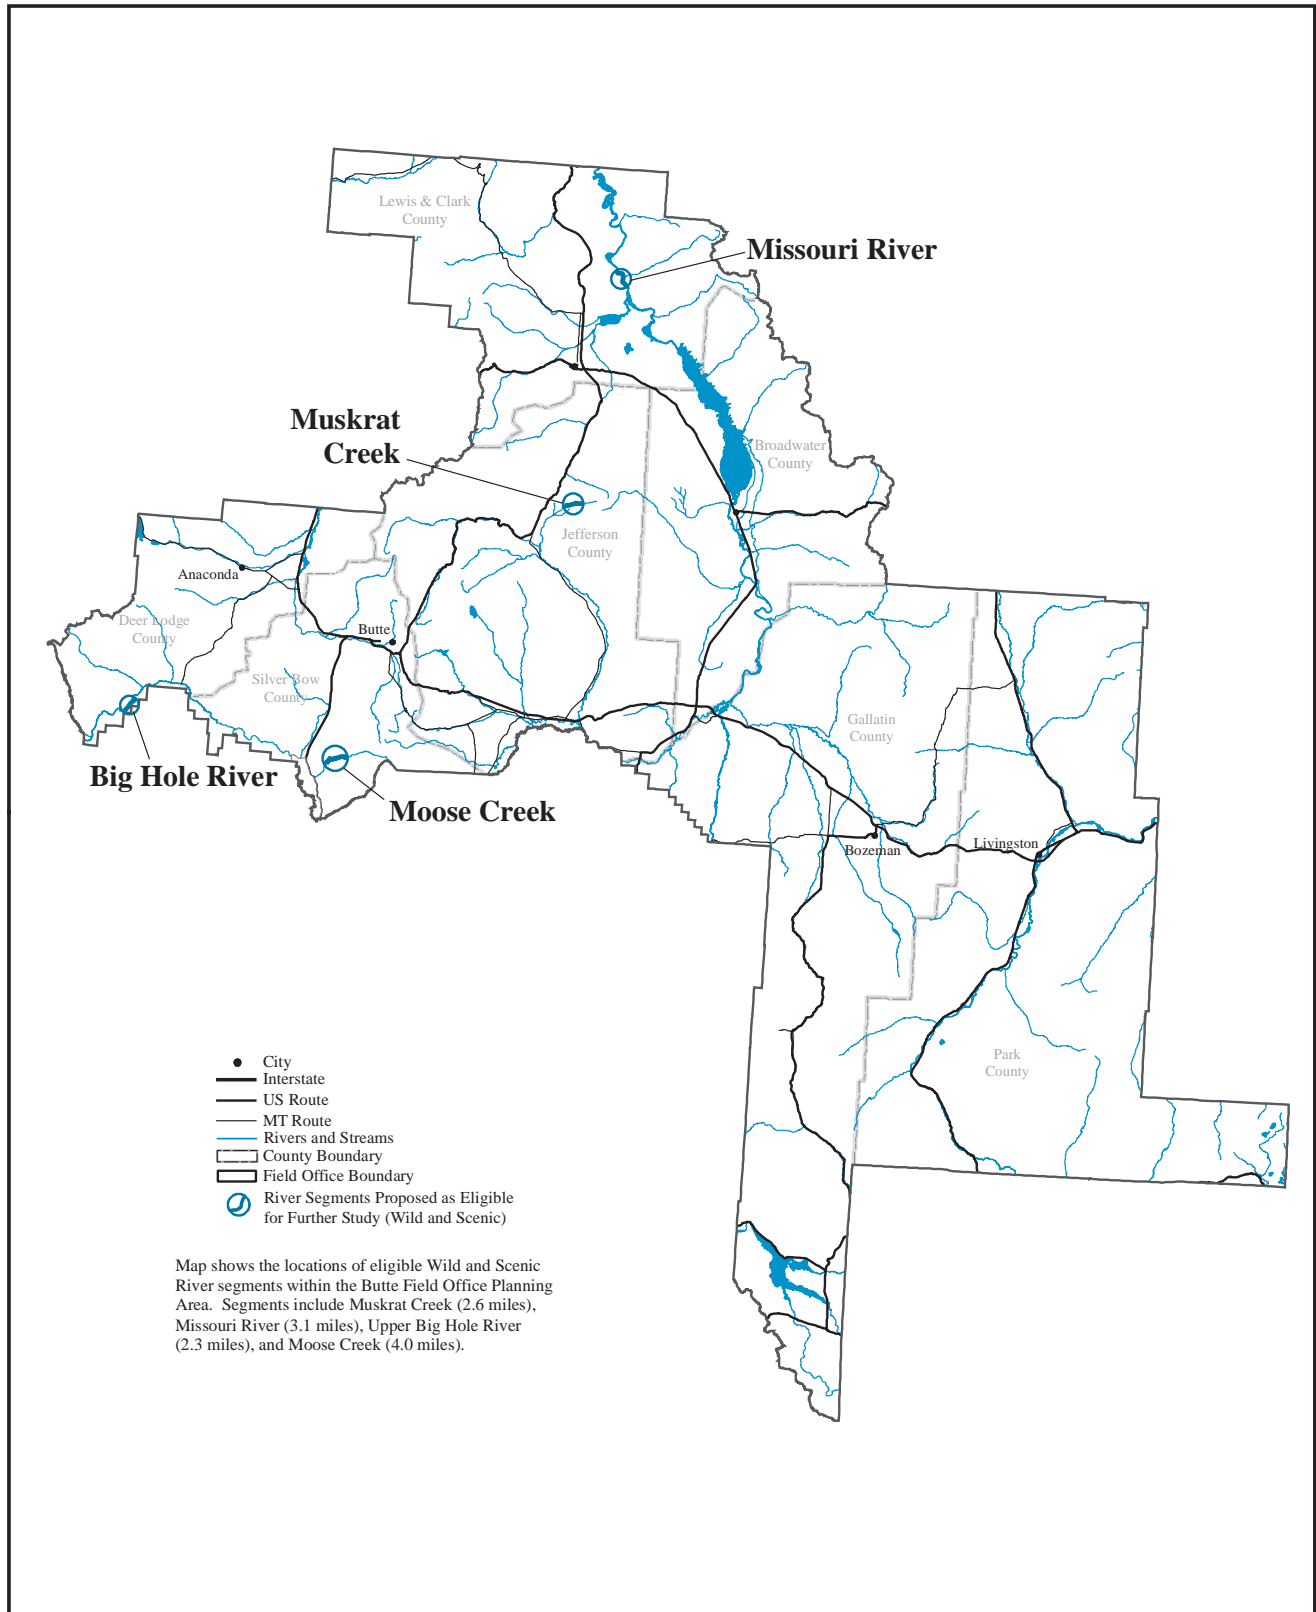 Lewis & Clark
County
Missouri River
Muskrat
Creek
Broadwater
County
Jefferson
County
Anaconda
Deer Lodge
County
Butte
Silver Bow
County
Gallatin
County
Big Hole River
Moose Creek
Bozeman
Livingston
Park
County
City
Interstate
US Route
MT Route
Rivers and Streams
County Boundary
Field Office Boundary
River Segments Proposed as Eligible
for Further Study (Wild and Scenic)
Map shows the locations of eligible Wild and Scenic
River segments within the Butte Field Office Planning
Area. Segments include Muskrat Creek (2.6 miles),
Missouri River (3.1 miles), Upper Big Hole River
(2.3 miles), and Moose Creek (4.0 miles).